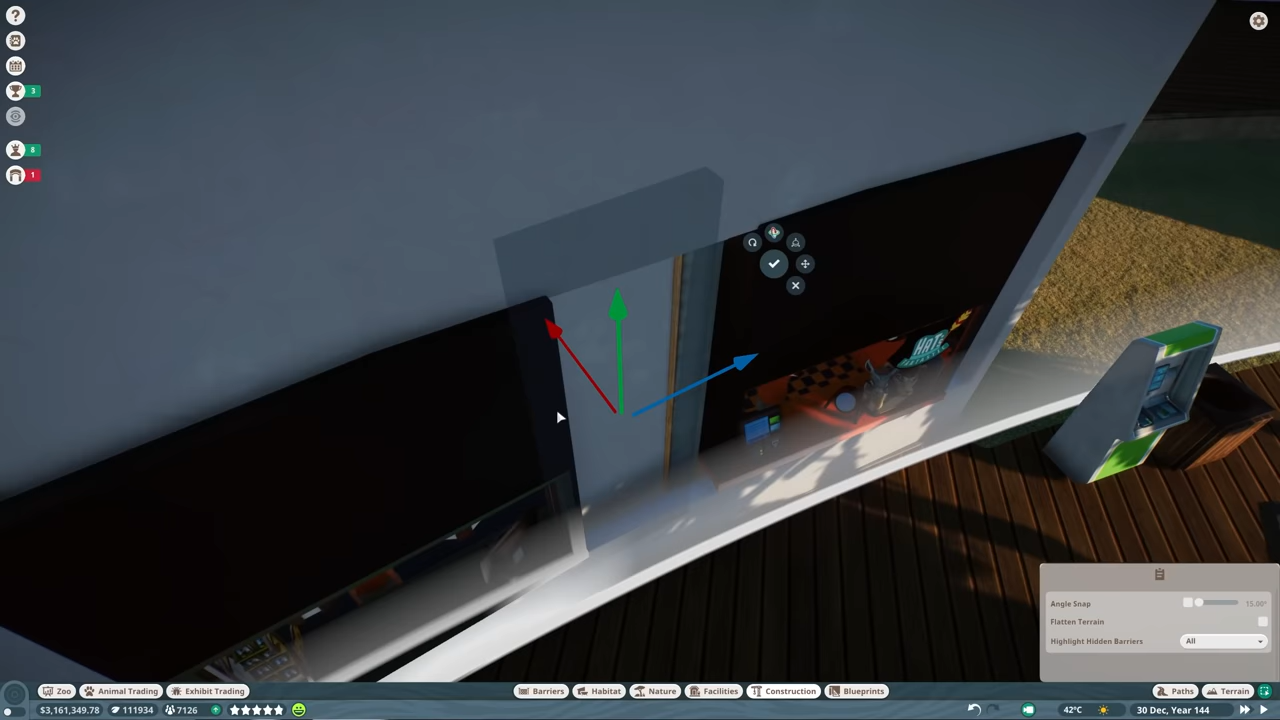 ?
3
8
1
HATS
Angle Snap 15.00°
Flatten Terrain
Highlight Hidden Barriers All
Zoo Animal Trading Exhibit Trading Barriers Habitat Nature Facilities Construction Blueprints Paths Terrain
$3,161,349.78 111934 7126 42°C 30 Dec, Year 144